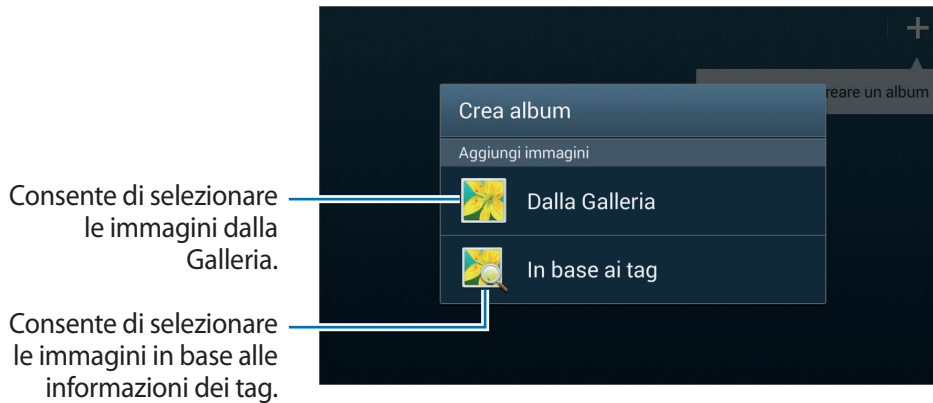 reare un album
Crea album
Aggiungi immagini
Dalla Galleria
In base ai tag
Consente di selezionare
le immagini dalla
Galleria.
Consente di selezionare
le immagini in base alle
informazioni dei tag.